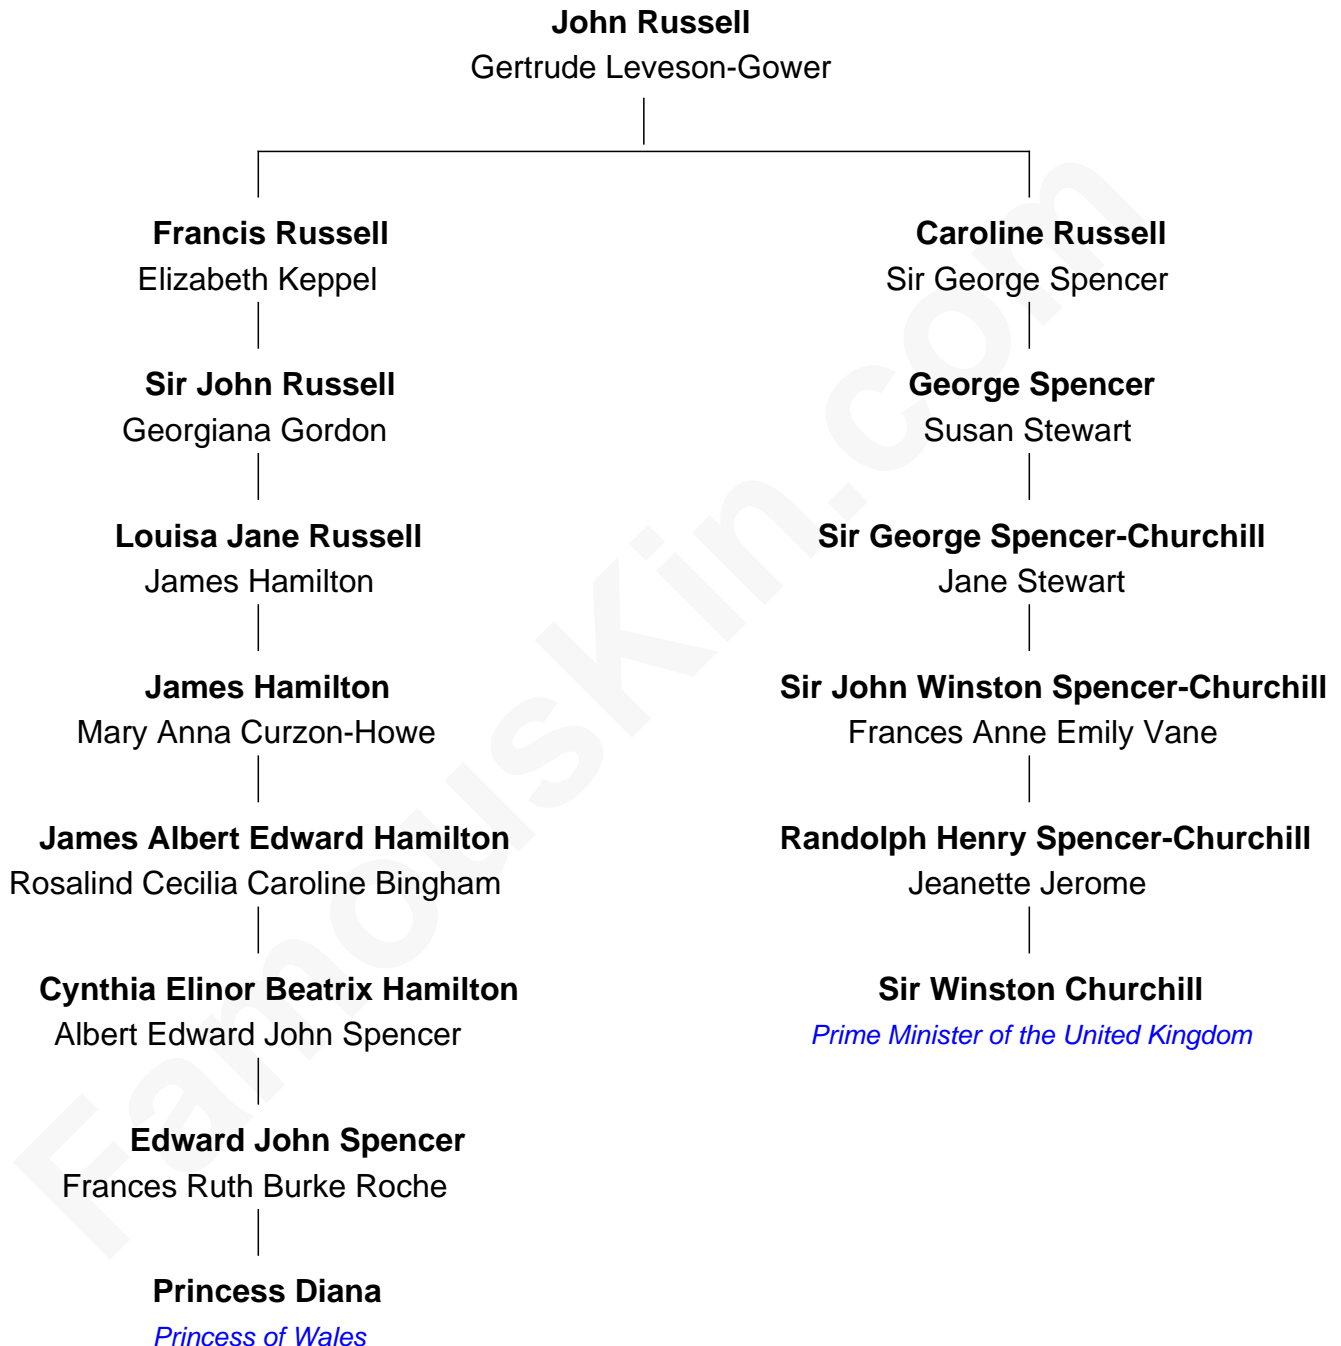 John Russell
Gertrude Leveson-Gower
Francis Russell
Elizabeth Keppel
Caroline Russell
Sir George Spencer
Sir John Russell
Georgiana Gordon
George Spencer
Susan Stewart
Louisa Jane Russell
James Hamilton
Sir George Spencer-Churchill
Jane Stewart
James Hamilton
Mary Anna Curzon-Howe
Sir John Winston Spencer-Churchill
Frances Anne Emily Vane
James Albert Edward Hamilton
Rosalind Cecilia Caroline Bingham
Randolph Henry Spencer-Churchill
Jeanette Jerome
Cynthia Elinor Beatrix Hamilton
Albert Edward John Spencer
Sir Winston Churchill
Prime Minister of the United Kingdom
Edward John Spencer
Frances Ruth Burke Roche
Princess Diana
Princess of Wales
FamousKin.com